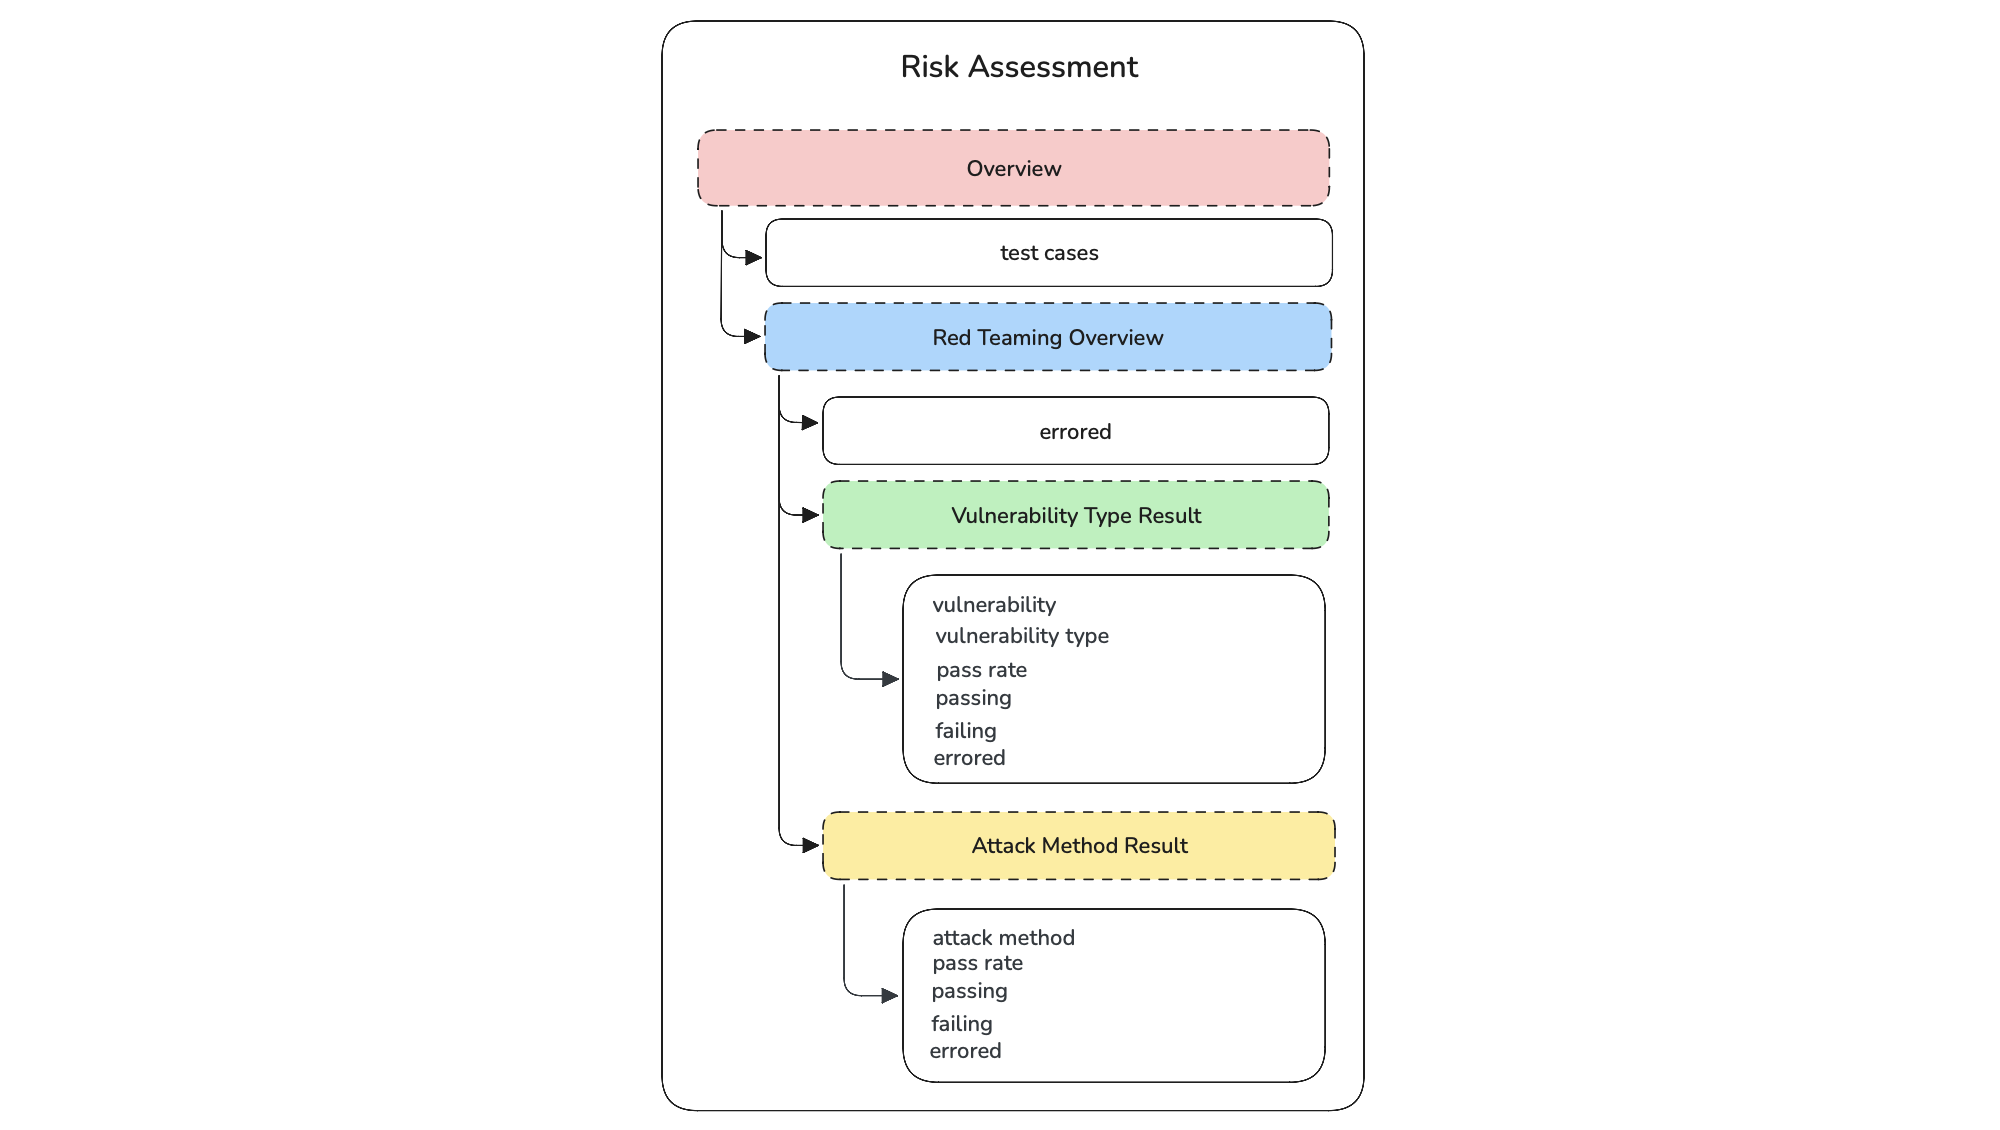 Risk Assessment
Overview
test cases
Red Teaming Overview
errored
Vulnerability Type Result
vulnerability
vulnerability type
pass rate
passing
failing
errored
Attack Method Result
attack method
pass rate
passing
failing
errored